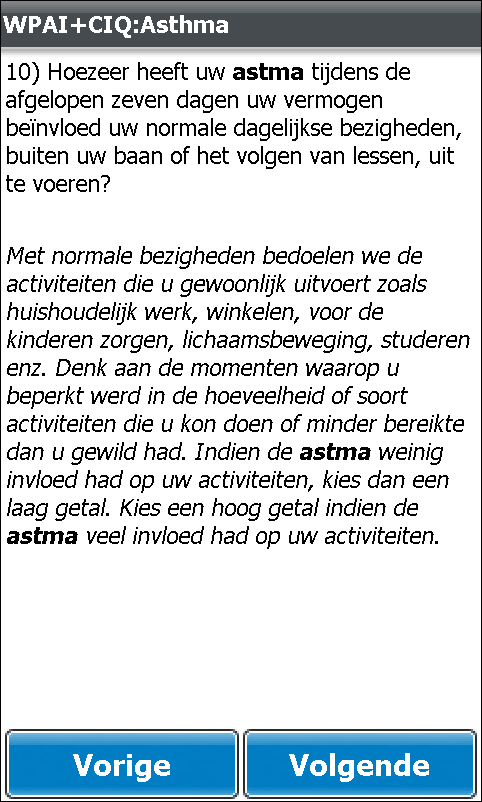 WPAI+CIQ:Asthma
10) Hoezeer heeft uw astma tijdens de
afgelopen zeven dagen uw vermogen
beïnvloed uw normale dagelijkse bezigheden,
buiten uw baan of het volgen van lessen, uit
te voeren?
Met normale bezigheden bedoelen we de
activiteiten die u gewoonlijk uitvoert zoals
huishoudelijk werk, winkelen, voor de
kinderen zorgen, lichaamsbeweging, studeren
enz. Denk aan de momenten waarop u
beperkt werd in de hoeveelheid of soort
activiteiten die u kon doen of minder bereikte
dan u gewild had. Indien de astma weinig
invloed had op uw activiteiten, kies dan een
laag getal. Kies een hoog getal indien de
astma veel invloed had op uw activiteiten.
Vorige Volgende